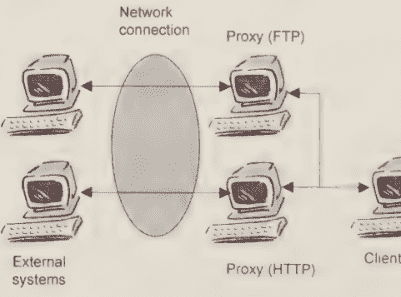 Network
connection
Proxy (FTP)
External
systems
Proxy (HTTP)
Client